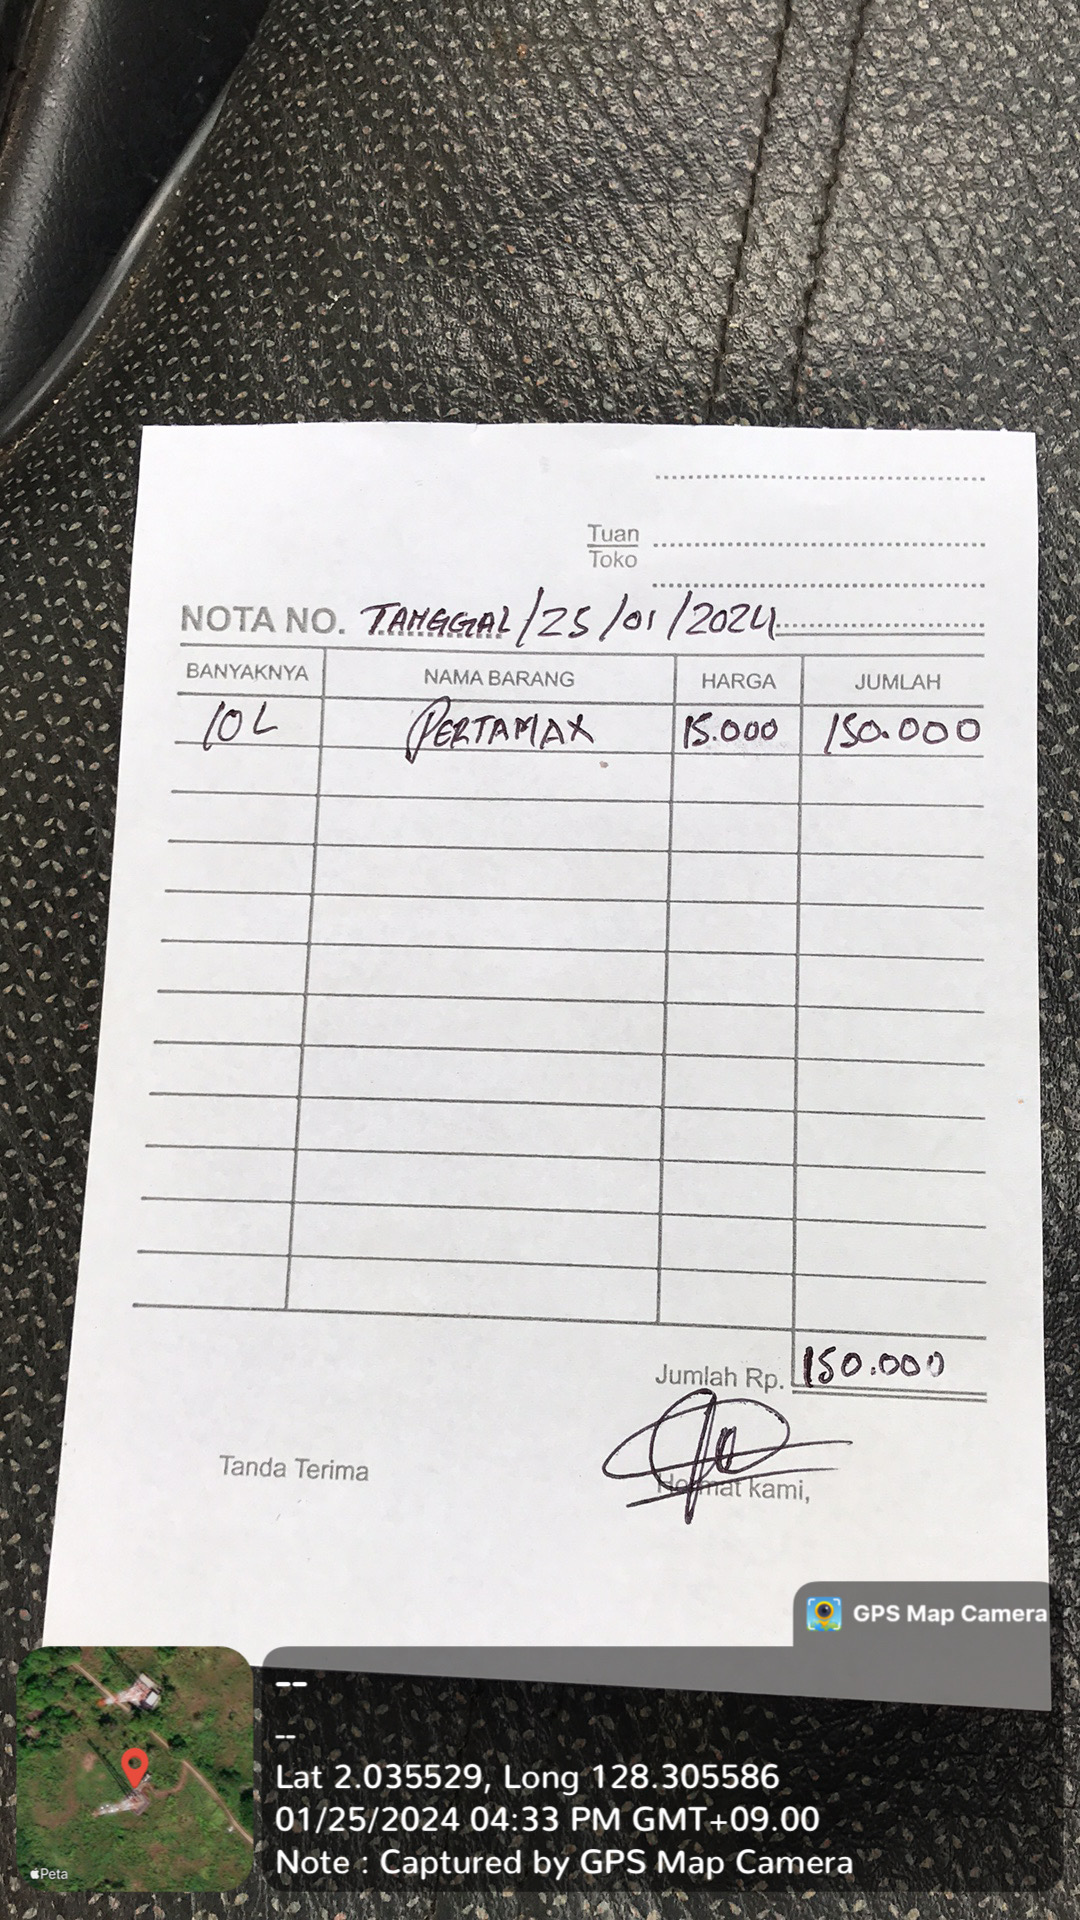 Tuan
Toko
NOTA NO. TANGGAL/25/01/2024
BANYAKNYA NAMA BARANG HARGA JUMLAH
10L PERTAMAX 15.000 150.000
Jumlah Rp. 150.000
Tanda Terima
Hormat kami,
GPS Map Camera
--
--
Lat 2.035529, Long 128.305586
01/25/2024 04:33 PM GMT+09.00
Note : Captured by GPS Map Camera
Peta